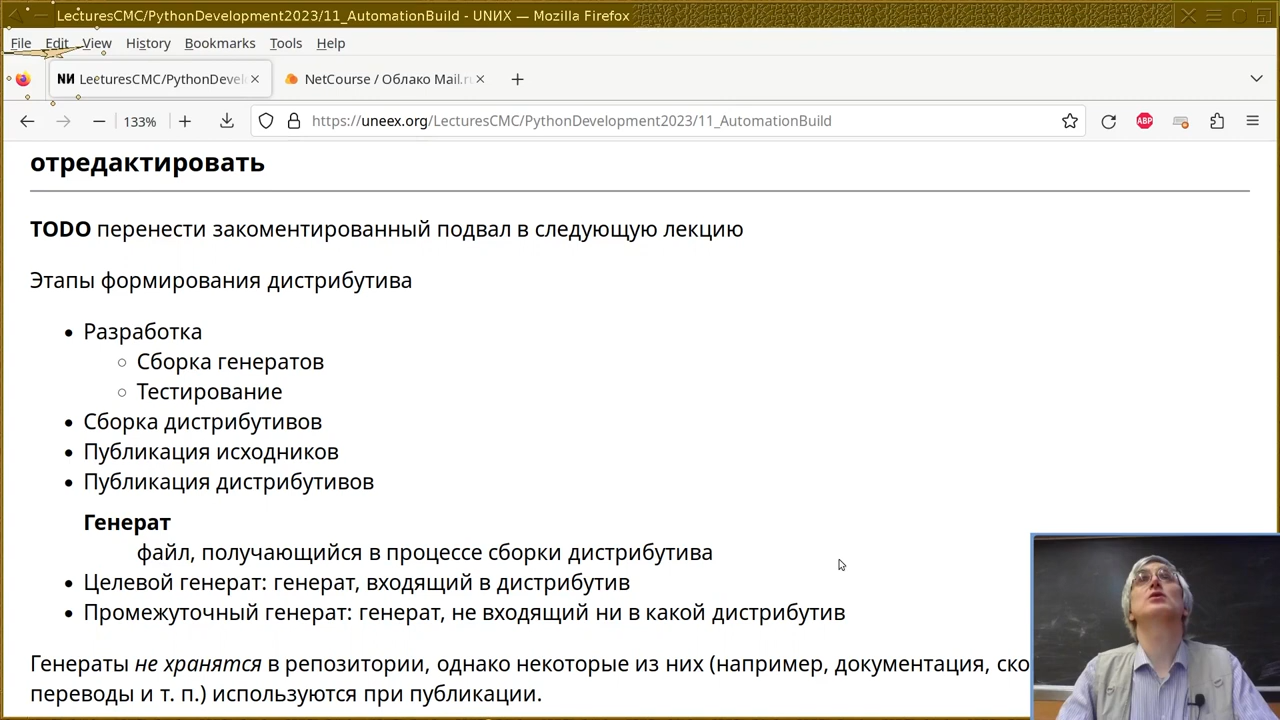 LecturesCMC/PythonDevelopment2023/11_AutomationBuild - UNИX — Mozilla Firefox
File Edit View History Bookmarks Tools Help
NИ LecturesCMC/PythonDevel NetCourse / Облако Mail.r
133% https://uneex.org/LecturesCMC/PythonDevelopment2023/11_AutomationBuild ABP
отредактировать
TODO перенести закоментированный подвал в следующую лекцию
Этапы формирования дистрибутива
• Разработка
◦ Сборка генератов
◦ Тестирование
• Сборка дистрибутивов
• Публикация исходников
• Публикация дистрибутивов
Генерат
файл, получающийся в процессе сборки дистрибутива
• Целевой генерат: генерат, входящий в дистрибутив
• Промежуточный генерат: генерат, не входящий ни в какой дистрибутив
Генераты не хранятся в репозитории, однако некоторые из них (например, документация, ско
переводы и т. п.) используются при публикации.